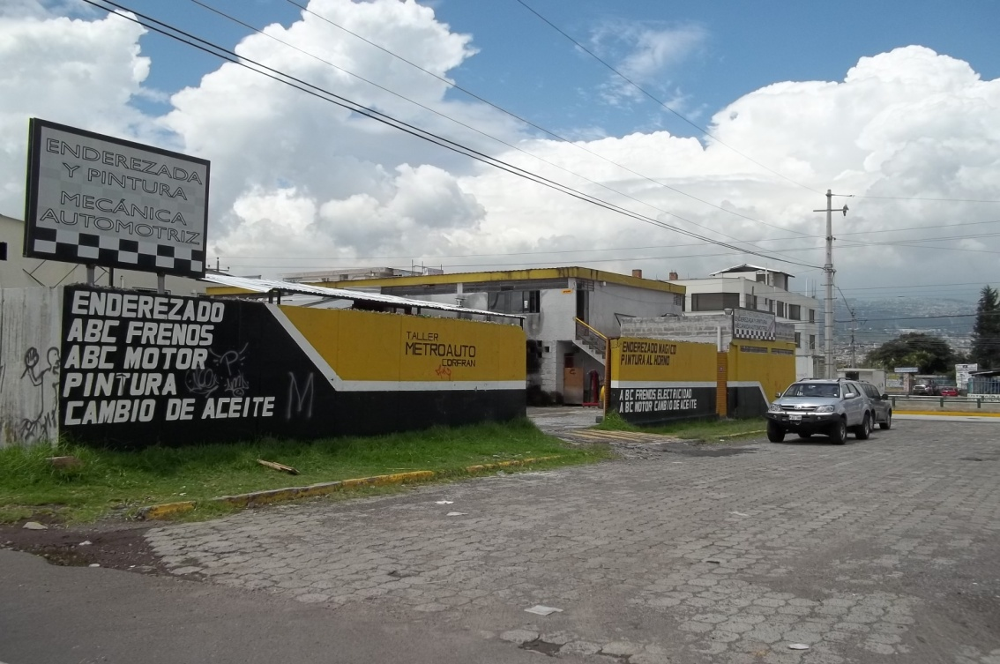 ENDEREZADA
Y PINTURA
MECÁNICA
AUTOMOTRIZ
ENDEREZADO
ABC FRENOS
ABC MOTOR
PINTURA
CAMBIO DE ACEITE
M
TALLER
METROAUTO
CORFRAN
ENDEREZADO MAGICO
PINTURA AL HORNO
ABC FRENOS ELECTRICIDAD
ABC MOTOR CAMBIO DE ACEITE